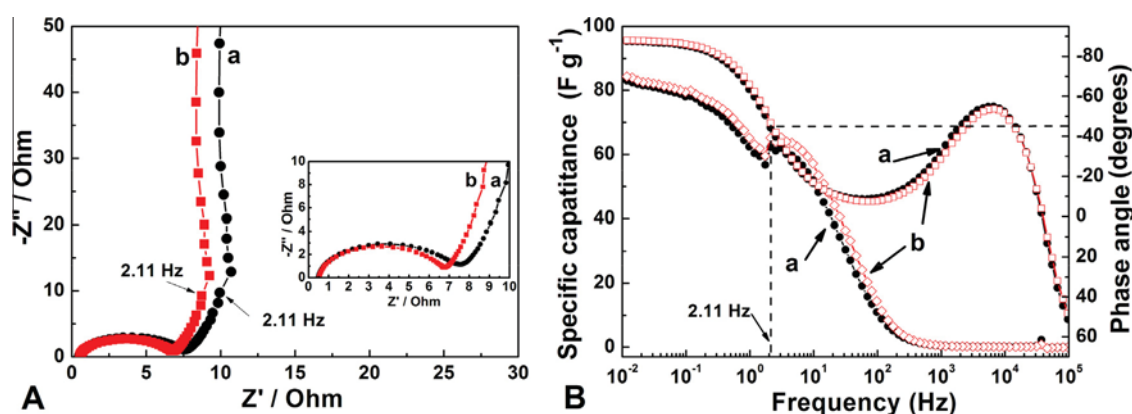 50
40
30
20
10
0
-Z'' / Ohm
b
a
2.11 Hz
2.11 Hz
10
8
6
4
2
0
-Z'' / Ohm
b
a
0 1 2 3 4 5 6 7 8 9 10
Z' / Ohm
0 5 10 15 20 25 30
A
Z' / Ohm
100
80
60
40
20
0
Specific capatitance (F g⁻¹)
a
b
a
2.11 Hz
-80
-60
-40
-20
0
20
40
60
Phase angle (degrees)
10⁻² 10⁻¹ 10⁰ 10¹ 10² 10³ 10⁴ 10⁵
B
Frequency (Hz)